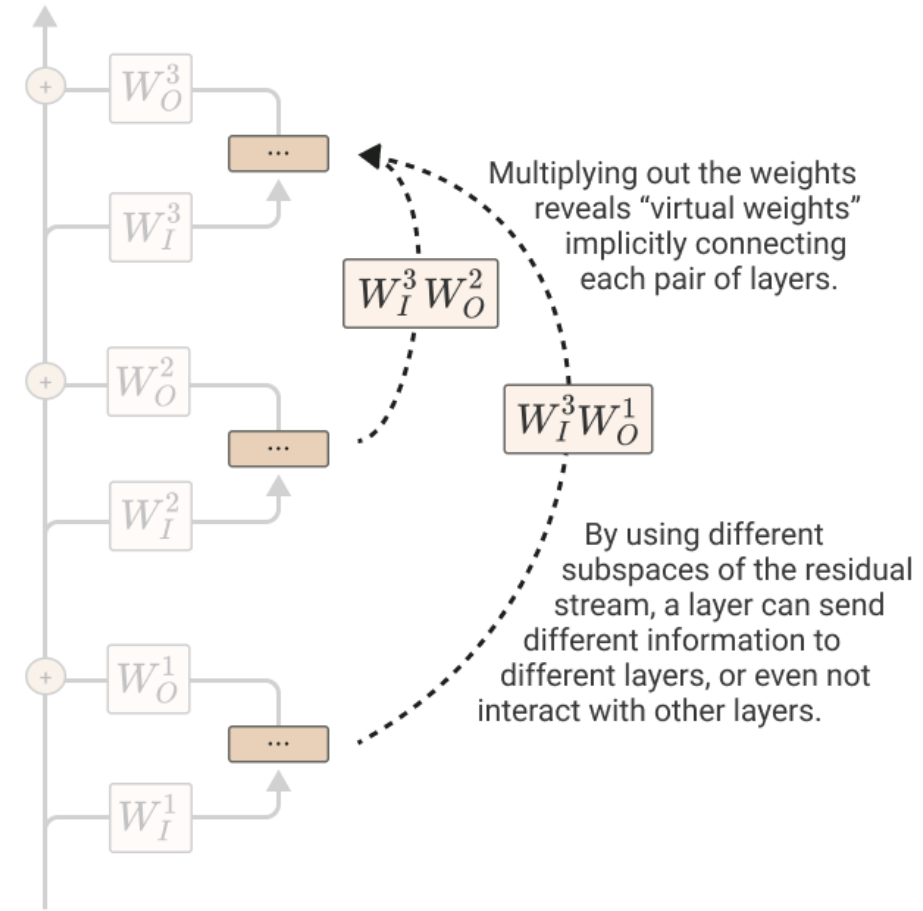 +
W_O^3
...
Multiplying out the weights
reveals “virtual weights”
implicitly connecting
each pair of layers.
W_I^3
W_I^3 W_O^2
+
W_O^2
W_I^3 W_O^1
...
W_I^2
By using different
subspaces of the residual
stream, a layer can send
different information to
different layers, or even not
interact with other layers.
+
W_O^1
...
W_I^1